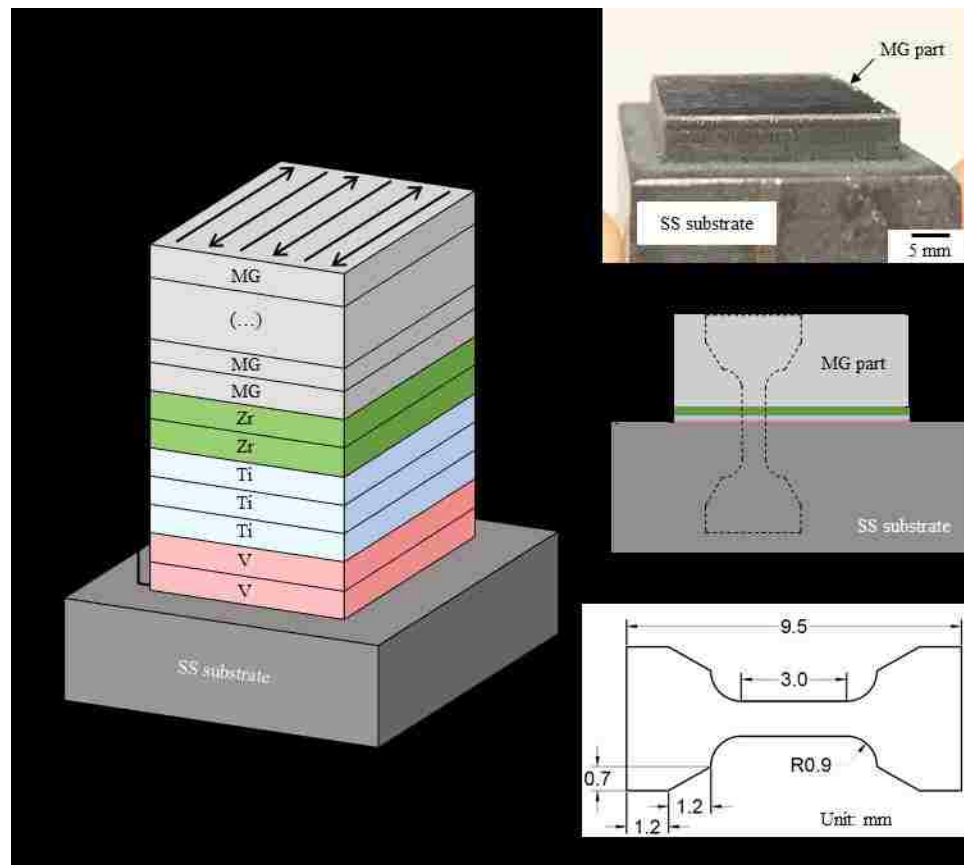 MG
(...)
MG
MG
Zr
Zr
Ti
Ti
Ti
V
V
SS substrate
MG part
SS substrate
5 mm
MG part
SS substrate
9.5
3.0
0.7
R0.9
1.2
1.2
Unit: mm